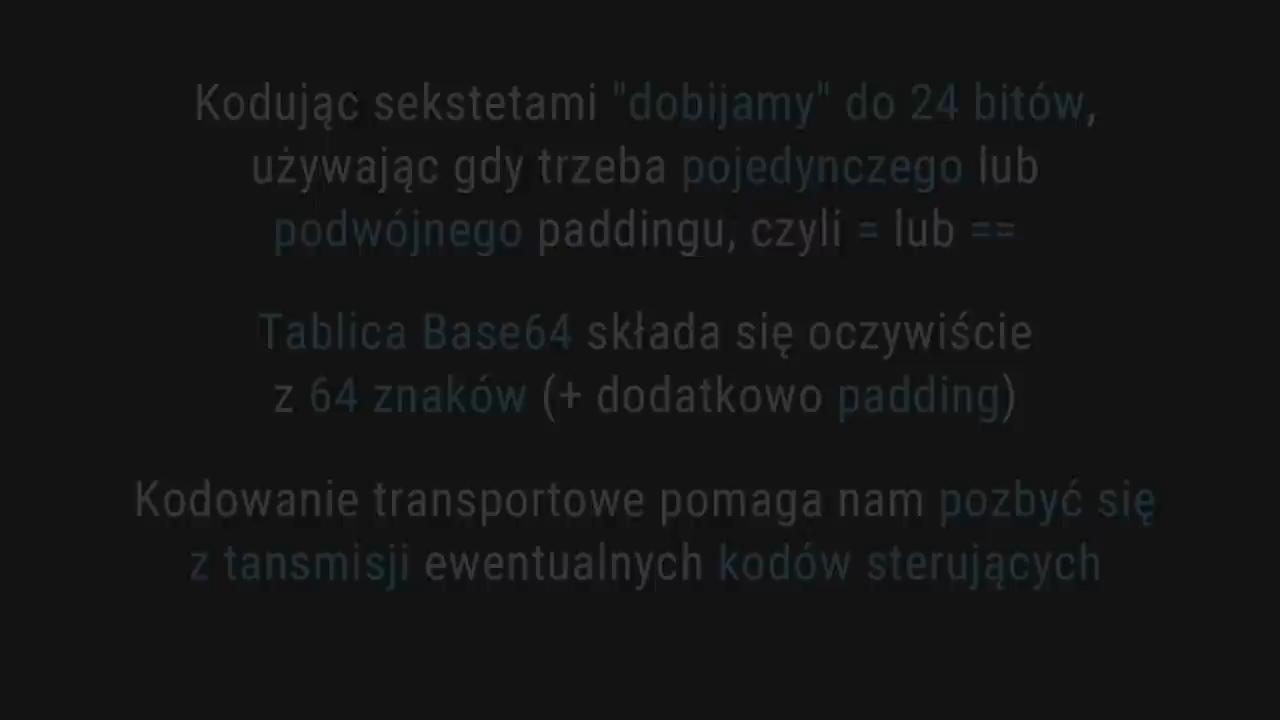 Kodując sekstetami "dobijamy" do 24 bitów,
używając gdy trzeba pojedynczego lub
podwójnego paddingu, czyli = lub ==
Tablica Base64 składa się oczywiście
z 64 znaków (+ dodatkowo padding)
Kodowanie transportowe pomaga nam pozbyć się
z tansmisji ewentualnych kodów sterujących